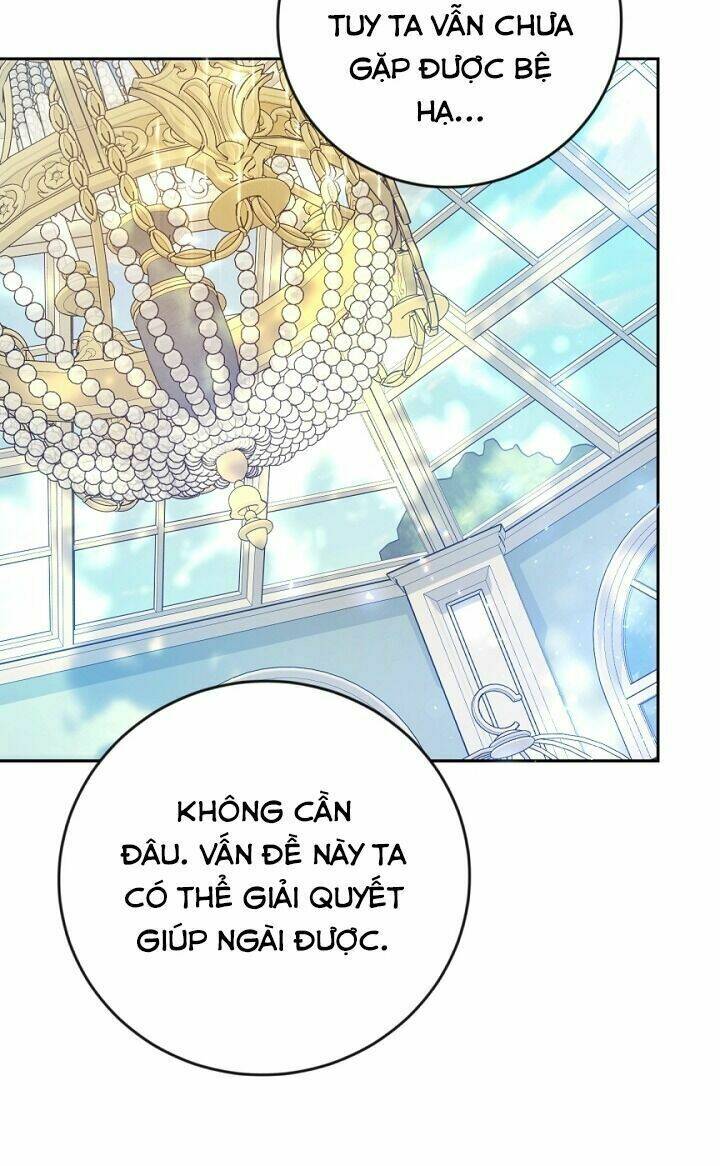 TUY TA VẪN CHƯA
GẶP ĐƯỢC BỆ
HẠ...
KHÔNG CẦN
ĐÂU. VẤN ĐỀ NÀY TA
CÓ THỂ GIẢI QUYẾT
GIÚP NGÀI ĐƯỢC.